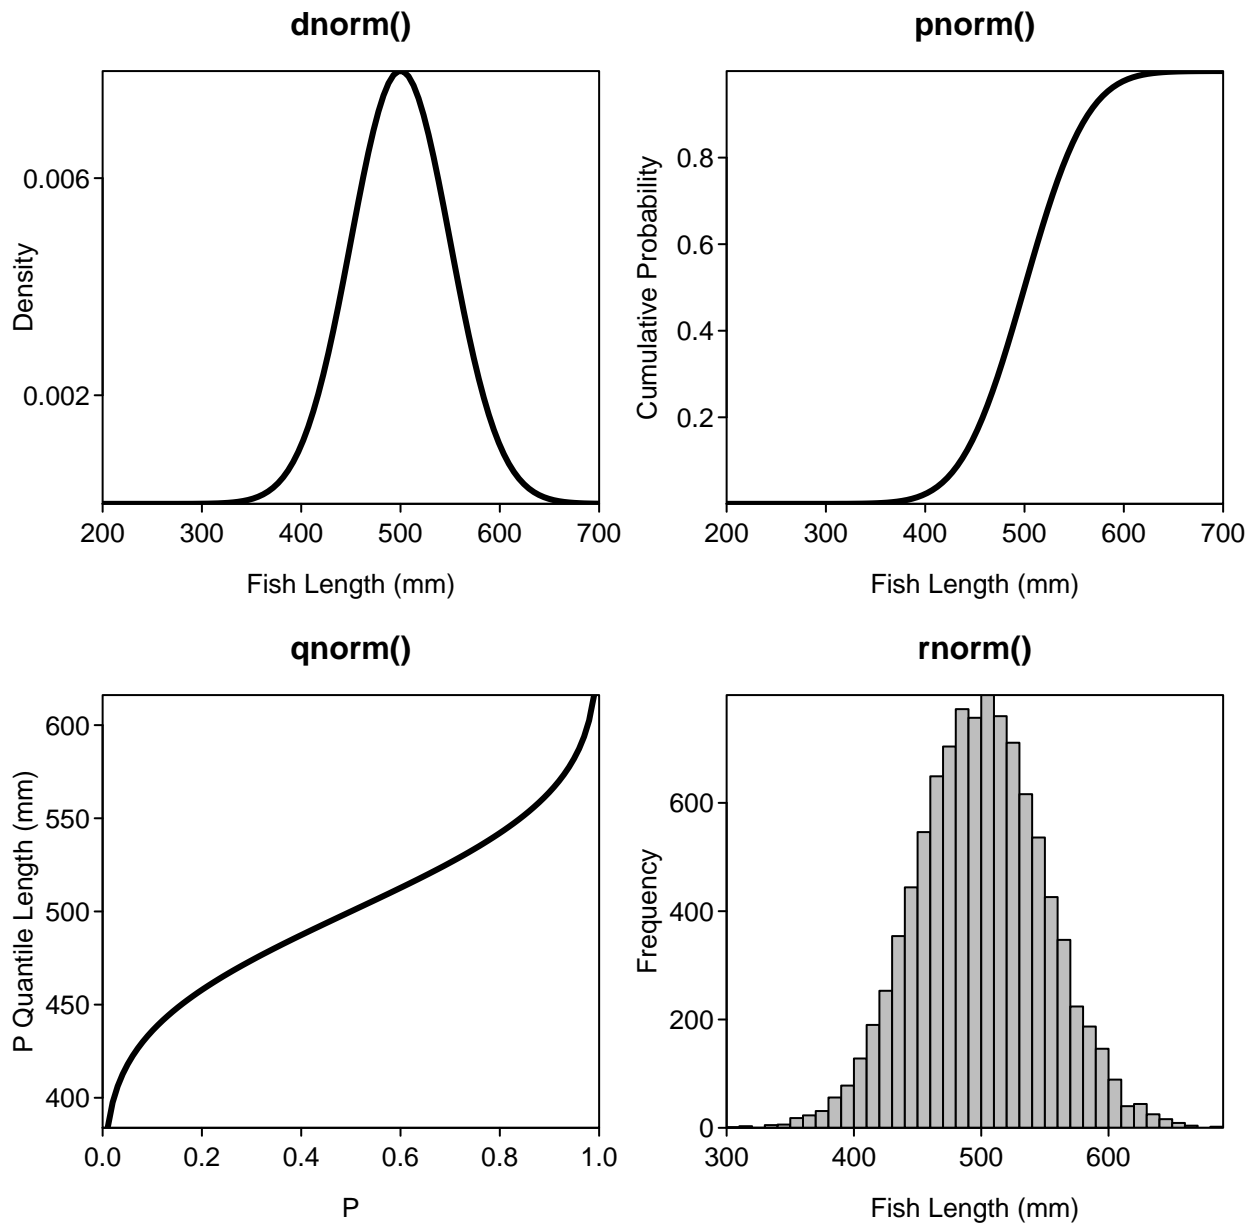 dnorm()
0.006
0.002
Density
200 300 400 500 600 700
Fish Length (mm)
pnorm()
0.8
0.6
0.4
0.2
Cumulative Probability
200 300 400 500 600 700
Fish Length (mm)
qnorm()
600
550
500
450
400
P Quantile Length (mm)
0.0 0.2 0.4 0.6 0.8 1.0
P
rnorm()
600
400
200
0
Frequency
300 400 500 600
Fish Length (mm)